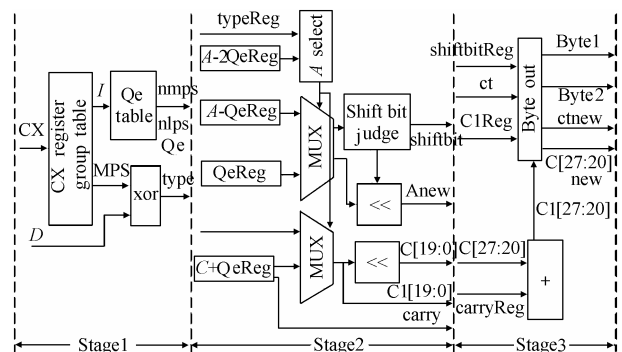 CX
D
CX register
group table
I
MPS
Qe
table
xor
nmps
nlps
Qe
type
Stage1
typeReg
A-2QeReg
A select
A
A-QeReg
QeReg
MUX
Shift bit
judge
shiftbit
<<
Anew
C+QeReg
MUX
<<
C[19:0]
C1[19:0]
carry
Stage2
shiftbitReg
ct
C1Reg
Byte out
Byte1
Byte2
ctnew
C[27:20]
new
C1[27:20]
C[27:20]
+
carryReg
Stage3